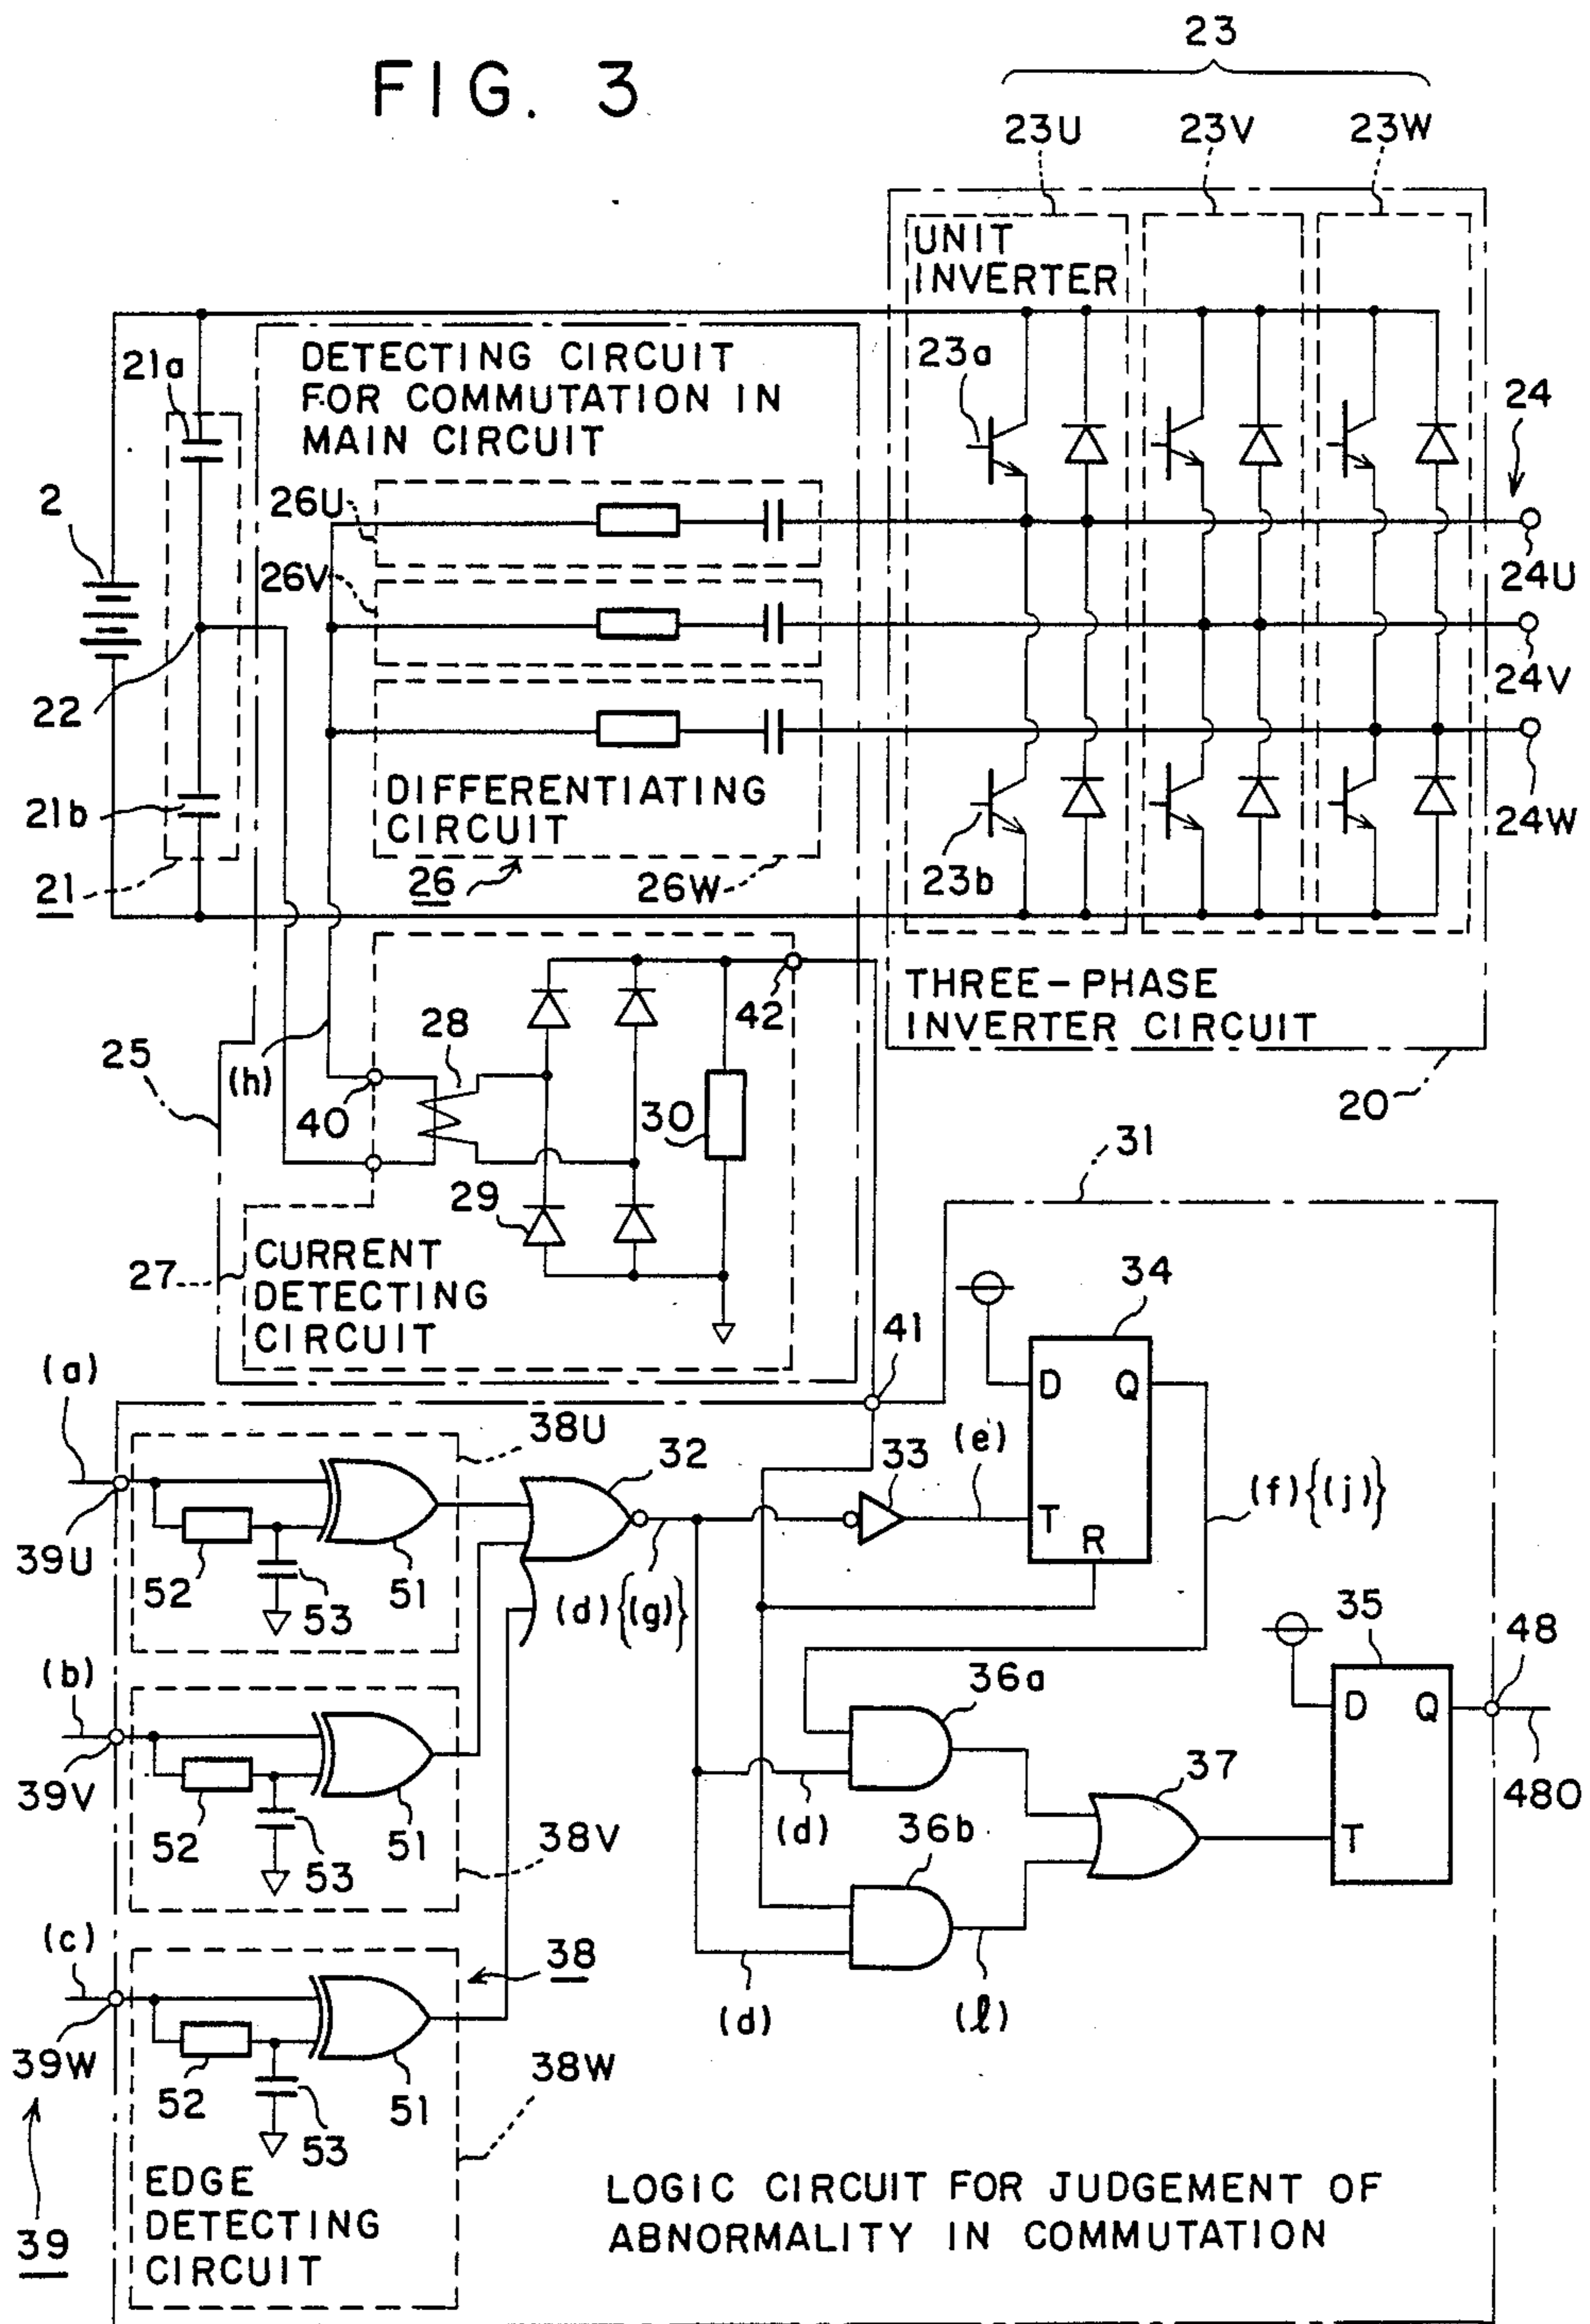 FIG. 3
23
23U
23V
23W
UNIT
INVERTER
21a
DETECTING CIRCUIT
FOR COMMUTATION IN
MAIN CIRCUIT
23a
24
2
26U
24U
26V
22
24V
21b
DIFFERENTIATING
CIRCUIT
24W
21
26
26W
23b
42
THREE-PHASE
INVERTER CIRCUIT
28
25
(h)
40
30
20
31
29
27
CURRENT
DETECTING
CIRCUIT
34
41
(a)
D
Q
38U
32
33
(e)
(f){(j)}
T
R
39U
52
53
51
(d){(g)}
35
48
(b)
36a
D
Q
37
39V
52
53
51
38V
(d)
36b
T
480
(c)
38
(d)
(ℓ)
39W
52
53
51
38W
39
EDGE
DETECTING
CIRCUIT
LOGIC CIRCUIT FOR JUDGEMENT OF
ABNORMALITY IN COMMUTATION